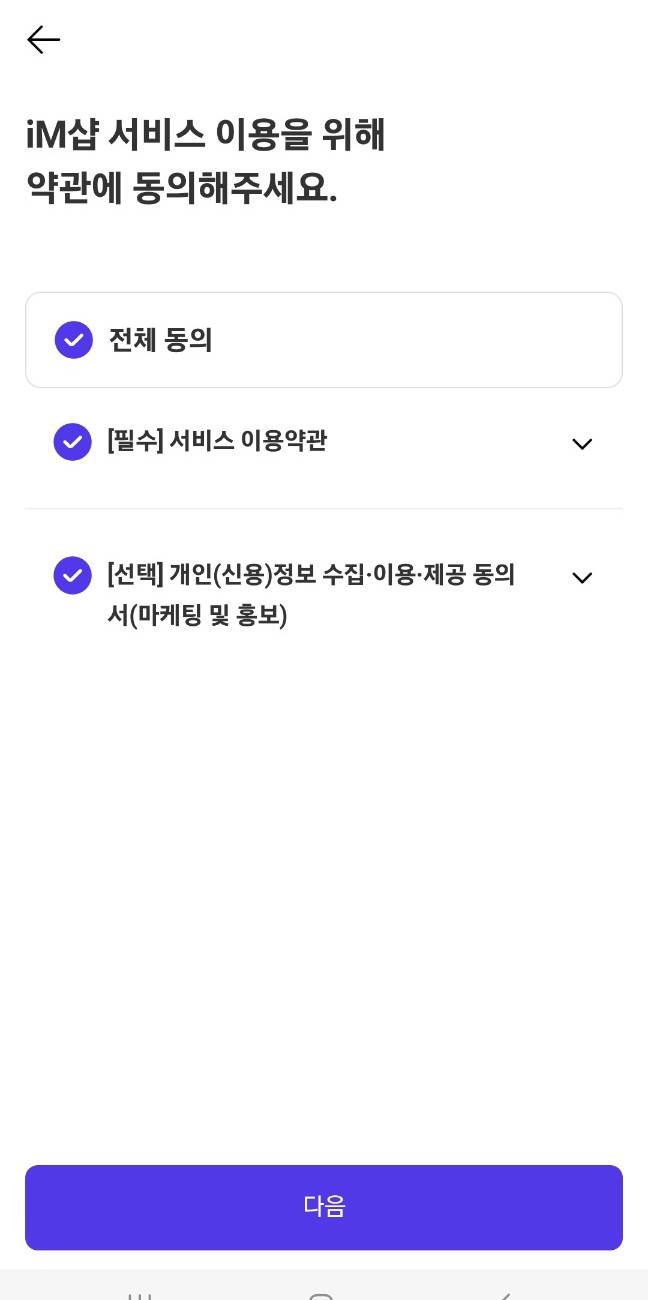 iM샵 서비스 이용을 위해
약관에 동의해주세요.
전체 동의
[필수] 서비스 이용약관
[선택] 개인(신용)정보 수집·이용·제공 동의
서(마케팅 및 홍보)
다음